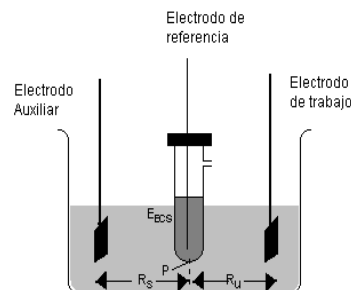 Electrodo de
referencia
Electrodo
Auxiliar
Electrodo
de trabajo
E_ECS
P
R_s
R_u